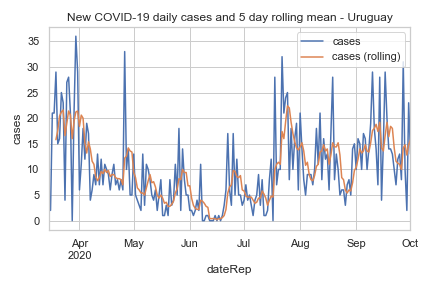 New COVID-19 daily cases and 5 day rolling mean - Uruguay
cases
cases (rolling)
35
30
25
20
15
10
5
0
cases
Apr
2020
May
Jun
Jul
Aug
Sep
Oct
dateRep